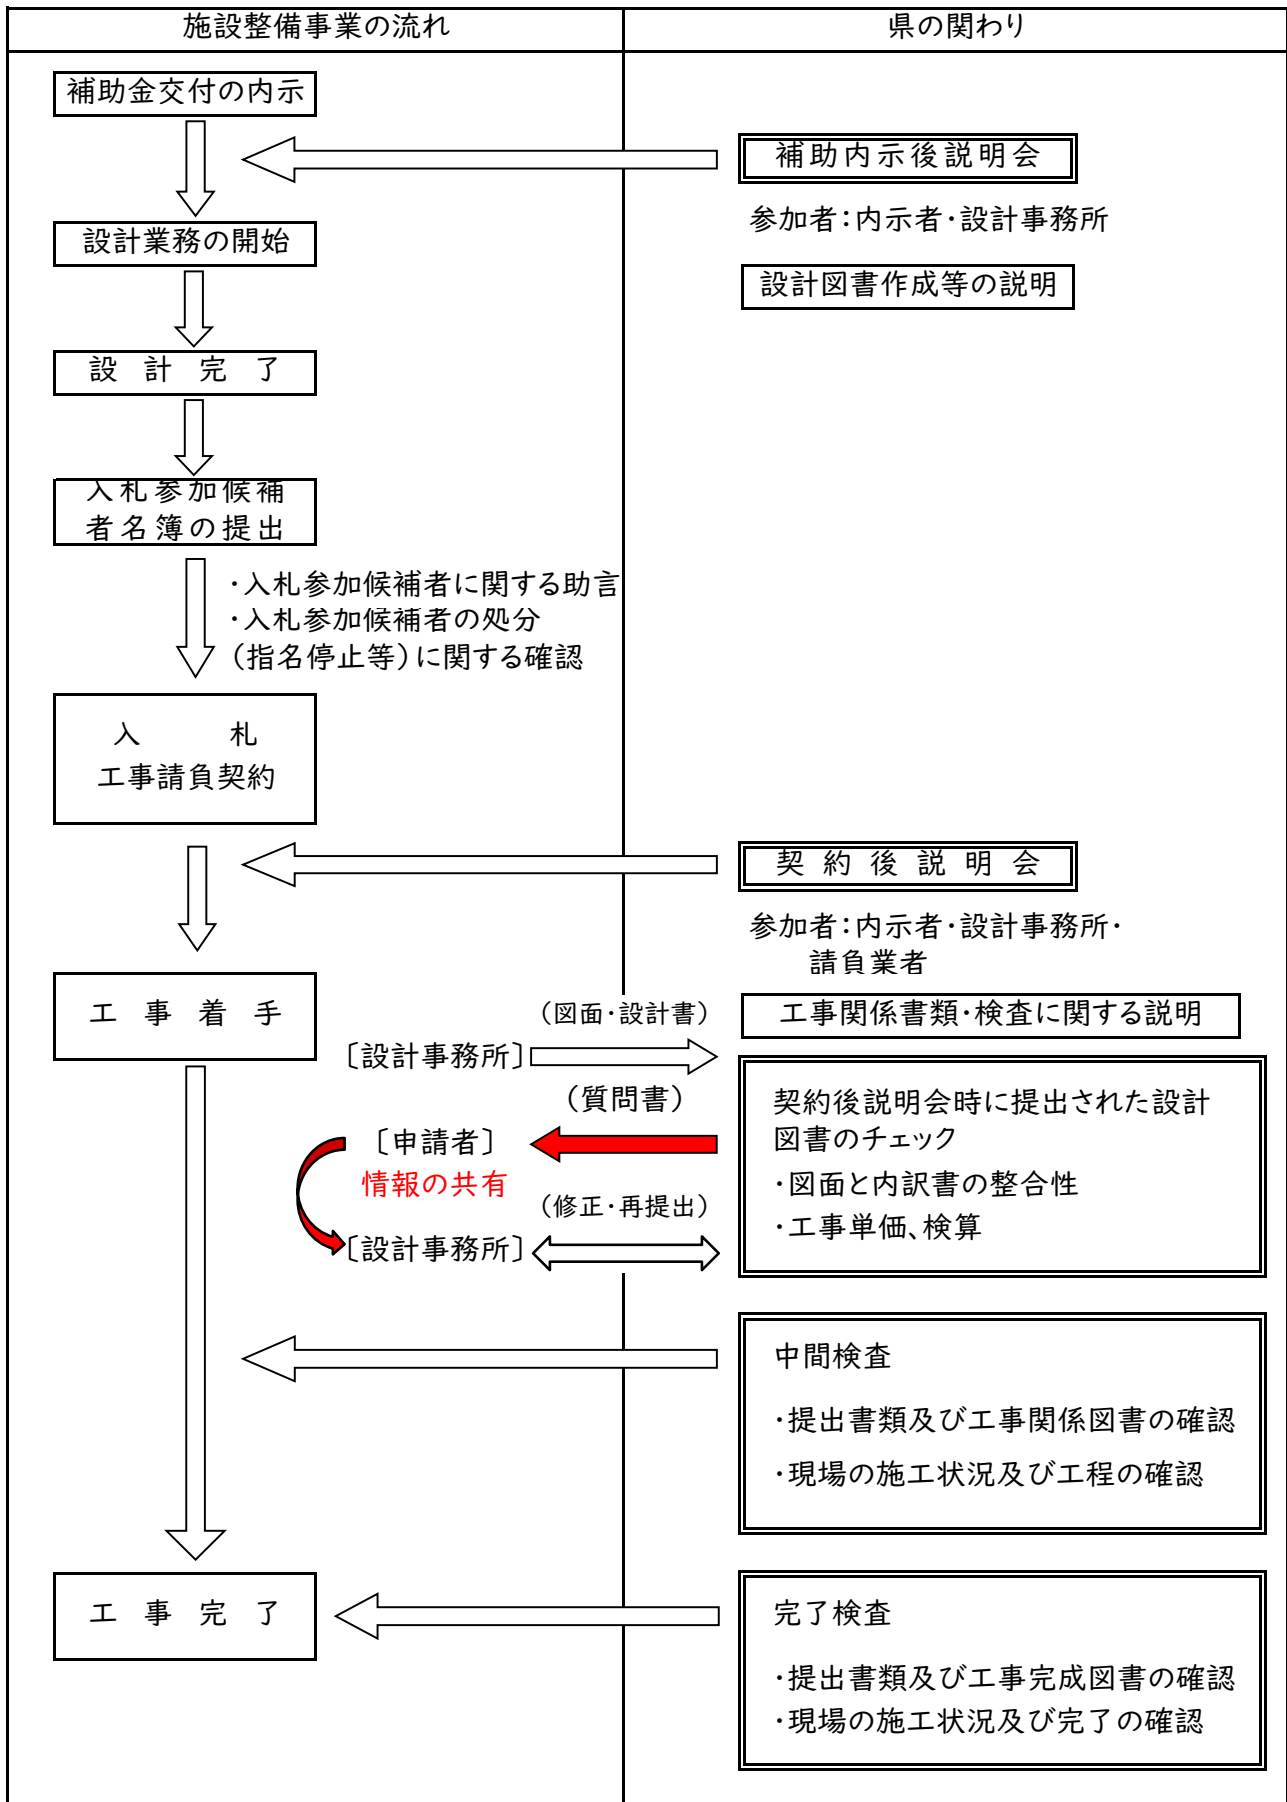 施設整備事業の流れ
県の関わり
補助金交付の内示
補助内示後説明会
参加者：内示者・設計事務所
設計業務の開始
設計図書作成等の説明
設計完了
入札参加候補
者名簿の提出
・入札参加候補者に関する助言
・入札参加候補者の処分
（指名停止等）に関する確認
入札
工事請負契約
契約後説明会
参加者：内示者・設計事務所・
請負業者
工事着手
（図面・設計書）
工事関係書類・検査に関する説明
〔設計事務所〕
（質問書）
〔申請者〕
情報の共有
（修正・再提出）
〔設計事務所〕
契約後説明会時に提出された設計
図書のチェック
・図面と内訳書の整合性
・工事単価、検算
中間検査
・提出書類及び工事関係図書の確認
・現場の施工状況及び工程の確認
工事完了
完了検査
・提出書類及び工事完成図書の確認
・現場の施工状況及び完了の確認